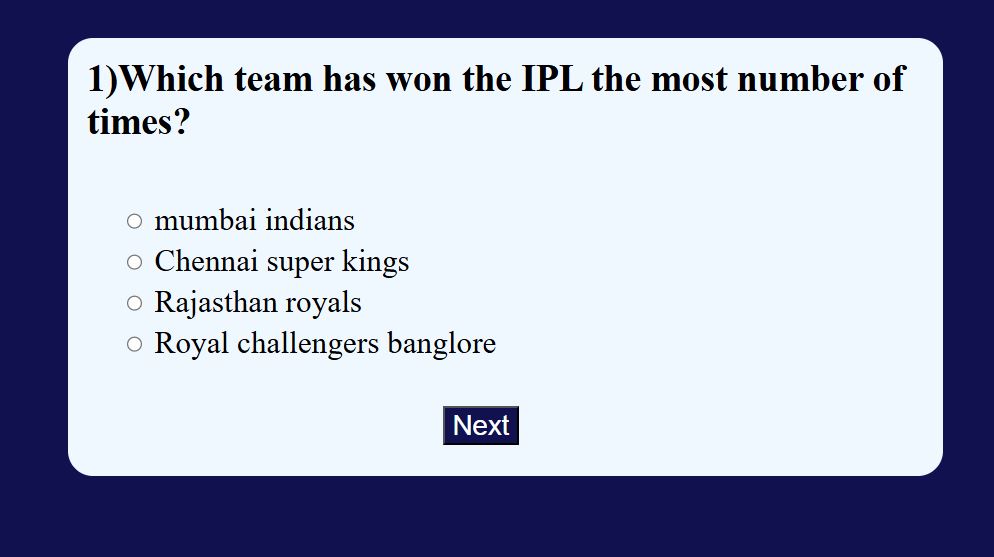 1)Which team has won the IPL the most number of
times?
mumbai indians
Chennai super kings
Rajasthan royals
Royal challengers banglore
Next